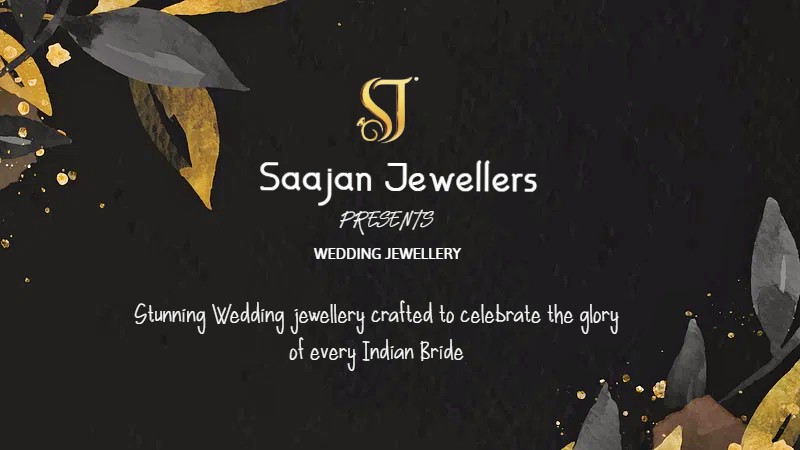 SJ
Saajan Jewellers
PRESENTS
WEDDING JEWELLERY
Stunning Wedding jewellery crafted to celebrate the glory
of every Indian Bride